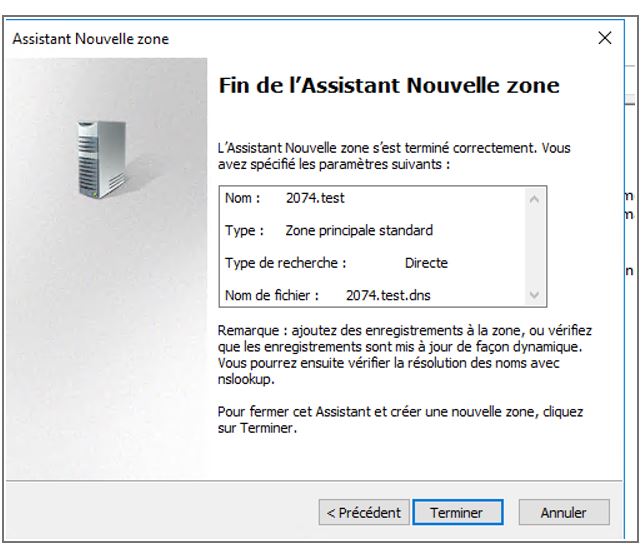 Assistant Nouvelle zone
Fin de l'Assistant Nouvelle zone
L'Assistant Nouvelle zone s'est terminé correctement. Vous
avez spécifié les paramètres suivants :
Nom : 2074.test
Type : Zone principale standard
Type de recherche : Directe
Nom de fichier : 2074.test.dns
Remarque : ajoutez des enregistrements à la zone, ou vérifiez
que les enregistrements sont mis à jour de façon dynamique.
Vous pourrez ensuite vérifier la résolution des noms avec
nslookup.
Pour fermer cet Assistant et créer une nouvelle zone, cliquez
sur Terminer.
< Précédent Terminer Annuler